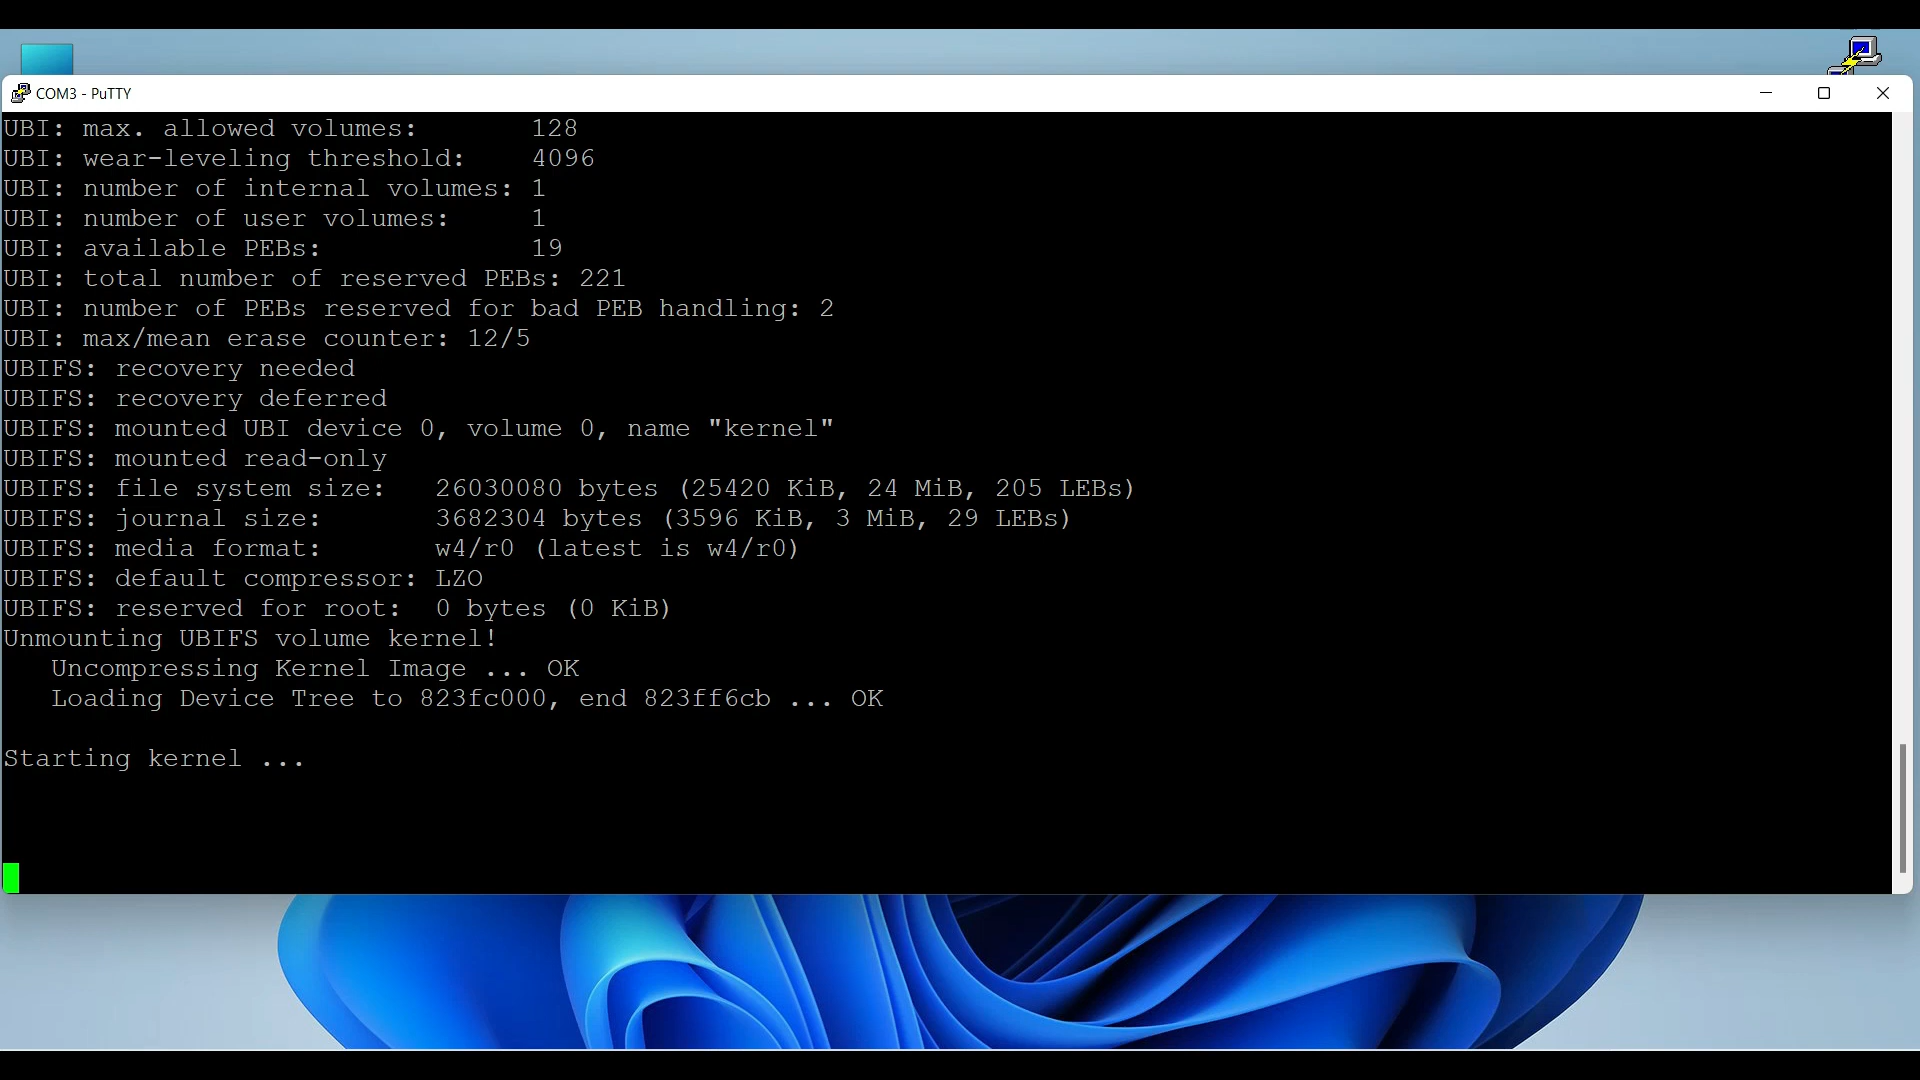 COM3 - PuTTY
UBI: max. allowed volumes:       128
UBI: wear-leveling threshold:    4096
UBI: number of internal volumes: 1
UBI: number of user volumes:     1
UBI: available PEBs:             19
UBI: total number of reserved PEBs: 221
UBI: number of PEBs reserved for bad PEB handling: 2
UBI: max/mean erase counter: 12/5
UBIFS: recovery needed
UBIFS: recovery deferred
UBIFS: mounted UBI device 0, volume 0, name "kernel"
UBIFS: mounted read-only
UBIFS: file system size:   26030080 bytes (25420 KiB, 24 MiB, 205 LEBs)
UBIFS: journal size:       3682304 bytes (3596 KiB, 3 MiB, 29 LEBs)
UBIFS: media format:       w4/r0 (latest is w4/r0)
UBIFS: default compressor: LZO
UBIFS: reserved for root:  0 bytes (0 KiB)
Unmounting UBIFS volume kernel!
   Uncompressing Kernel Image ... OK
   Loading Device Tree to 823fc000, end 823ff6cb ... OK
Starting kernel ...